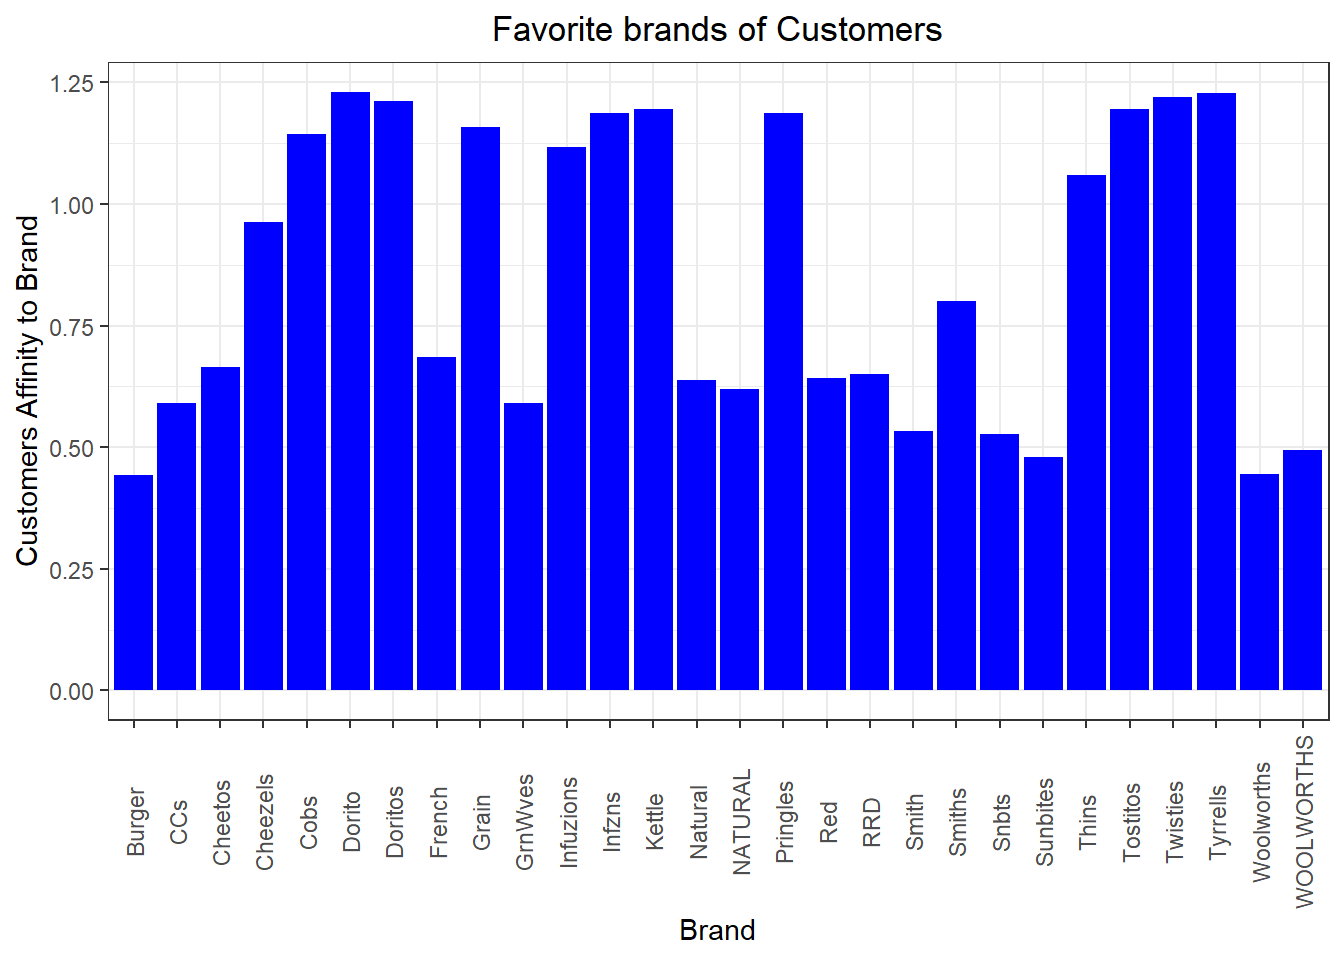 Favorite brands of Customers
Customers Affinity to Brand
1.25
1.00
0.75
0.50
0.25
0.00
Burger
CCs
Cheetos
Cheezels
Cobs
Dorito
Doritos
French
Grain
GrnWves
Infuzions
Infzns
Kettle
Natural
NATURAL
Pringles
Red
RRD
Smith
Smiths
Snbts
Sunbites
Thins
Tostitos
Twisties
Tyrrells
Woolworths
WOOLWORTHS
Brand